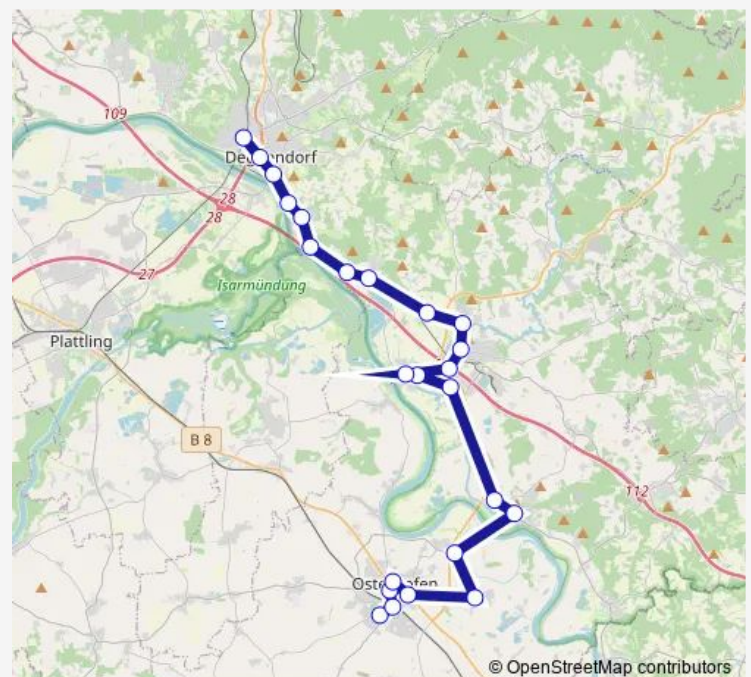 109
Deggendorf
28
28
27
Isarmündung
Plattling
B 8
112
Osterhofen
© OpenStreetMap contributors